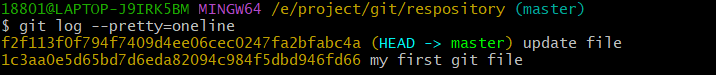 18801@LAPTOP-J9IRK5BM MINGW64 /e/project/git/respository (master)
$ git log --pretty=oneline
f2f113f0f794f7409d4ee06cec0247fa2bfabc4a (HEAD -> master) update file
1c3aa0e5d65bd7d6eda82094c984f5dbd946fd66 my first git file